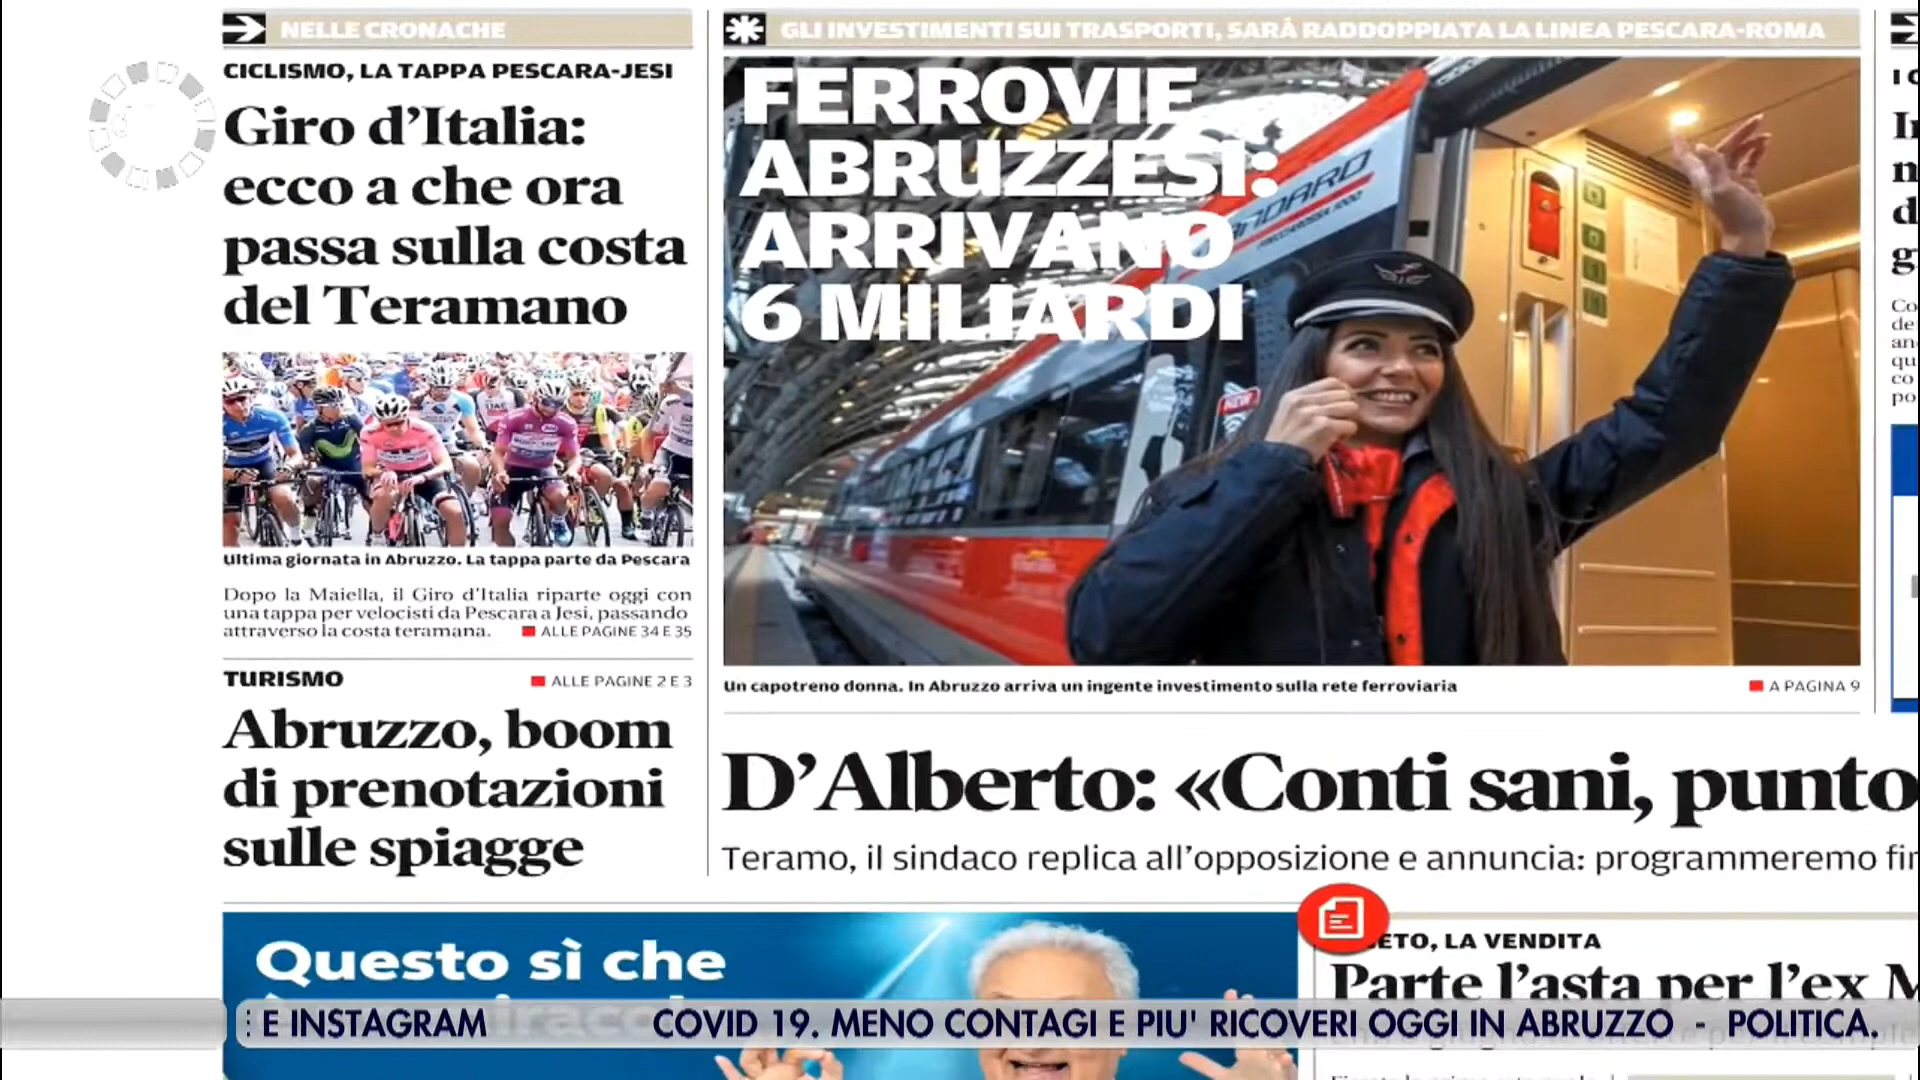 NELLE CRONACHE
CICLISMO, LA TAPPA PESCARA-JESI
Giro d’Italia:
ecco a che ora
passa sulla costa
del Teramano
Ultima giornata in Abruzzo. La tappa parte da Pescara
Dopo la Maiella, il Giro d’Italia riparte oggi con
una tappa per velocisti da Pescara a Jesi, passando
attraverso la costa teramana. ALLE PAGINE 34 E 35
TURISMO ALLE PAGINE 2 E 3
Abruzzo, boom
di prenotazioni
sulle spiagge
GLI INVESTIMENTI SUI TRASPORTI, SARÀ RADDOPPIATA LA LINEA PESCARA-ROMA
FERROVIE
ABRUZZESI:
ARRIVANO
6 MILIARDI
FRECCIAROSSA 1000
NEW
Un capotreno donna. In Abruzzo arriva un ingente investimento sulla rete ferroviaria A PAGINA 9
D’Alberto: «Conti sani, punto
Teramo, il sindaco replica all’opposizione e annuncia: programmeremo
Questo sì che
LA VENDITA
Parte l’asta per l’ex
E INSTAGRAM COVID 19. MENO CONTAGI E PIU' RICOVERI OGGI IN ABRUZZO - POLITICA.